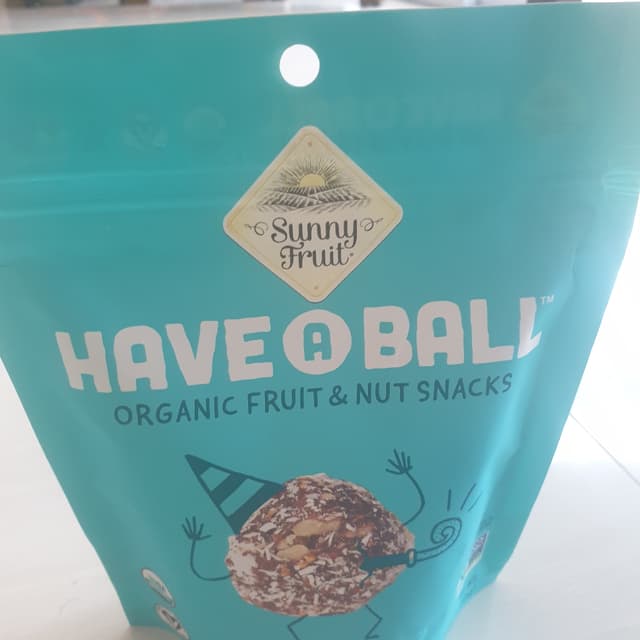 Sunny
Fruit
HAVE A BALL™
ORGANIC FRUIT & NUT SNACKS